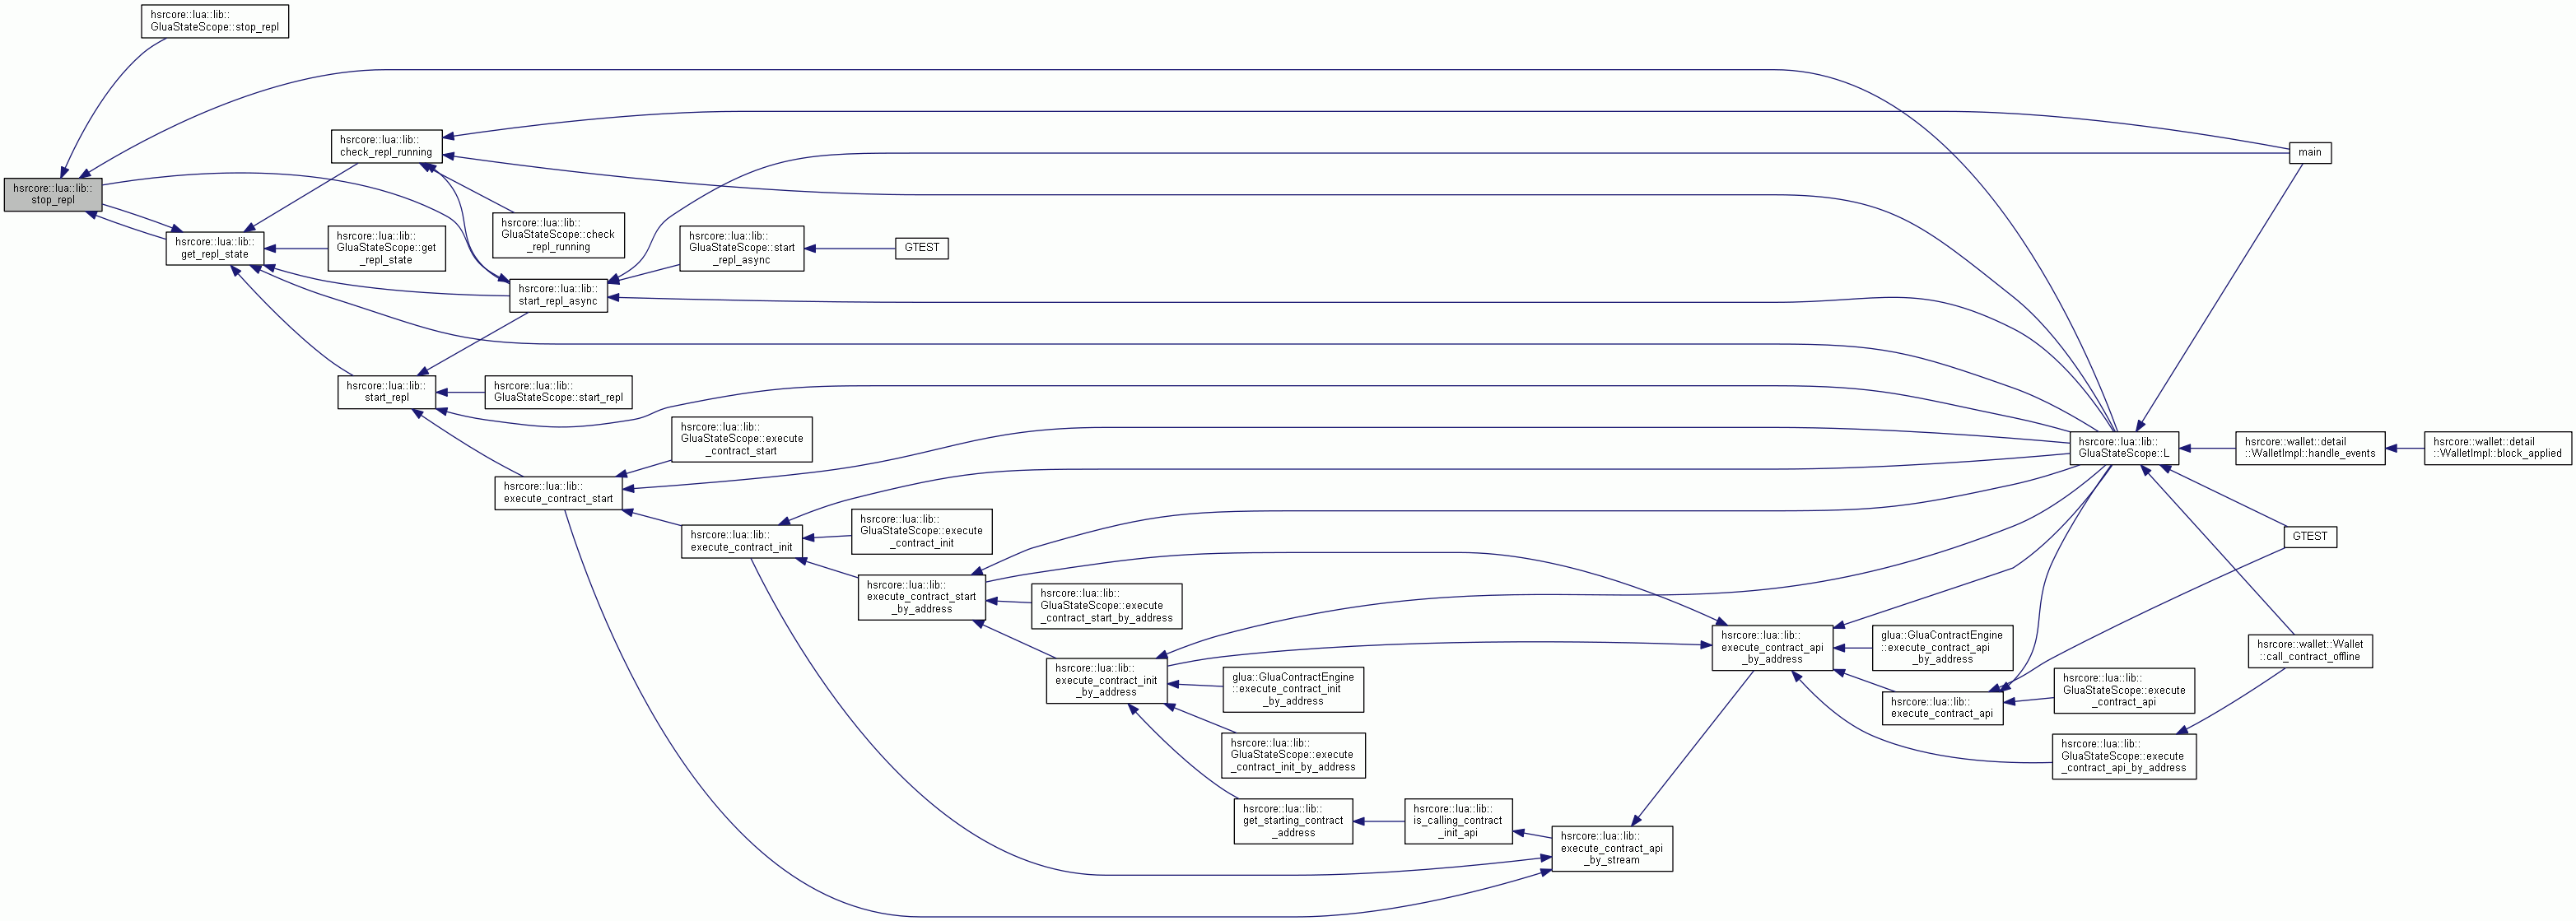 hsrcore::lua::lib::
GluaStateScope::stop_repl
hsrcore::lua::lib::
check_repl_running
main
hsrcore::lua::lib::
stop_repl
hsrcore::lua::lib::
GluaStateScope::check
_repl_running
hsrcore::lua::lib::
get_repl_state
hsrcore::lua::lib::
GluaStateScope::get
_repl_state
hsrcore::lua::lib::
GluaStateScope::start
_repl_async
GTEST
hsrcore::lua::lib::
start_repl_async
hsrcore::lua::lib::
start_repl
hsrcore::lua::lib::
GluaStateScope::start_repl
hsrcore::lua::lib::
GluaStateScope::execute
_contract_start
hsrcore::lua::lib::
GluaStateScope::L
hsrcore::wallet::detail
::WalletImpl::handle_events
hsrcore::wallet::detail
::WalletImpl::block_applied
hsrcore::lua::lib::
execute_contract_start
hsrcore::lua::lib::
execute_contract_init
hsrcore::lua::lib::
GluaStateScope::execute
_contract_init
GTEST
hsrcore::lua::lib::
execute_contract_start
_by_address
hsrcore::lua::lib::
GluaStateScope::execute
_contract_start_by_address
hsrcore::lua::lib::
execute_contract_api
_by_address
glua::GluaContractEngine
::execute_contract_api
_by_address
hsrcore::wallet::Wallet
::call_contract_offline
hsrcore::lua::lib::
execute_contract_init
_by_address
glua::GluaContractEngine
::execute_contract_init
_by_address
hsrcore::lua::lib::
execute_contract_api
hsrcore::lua::lib::
GluaStateScope::execute
_contract_api
hsrcore::lua::lib::
GluaStateScope::execute
_contract_init_by_address
hsrcore::lua::lib::
GluaStateScope::execute
_contract_api_by_address
hsrcore::lua::lib::
get_starting_contract
_address
hsrcore::lua::lib::
is_calling_contract
_init_api
hsrcore::lua::lib::
execute_contract_api
_by_stream